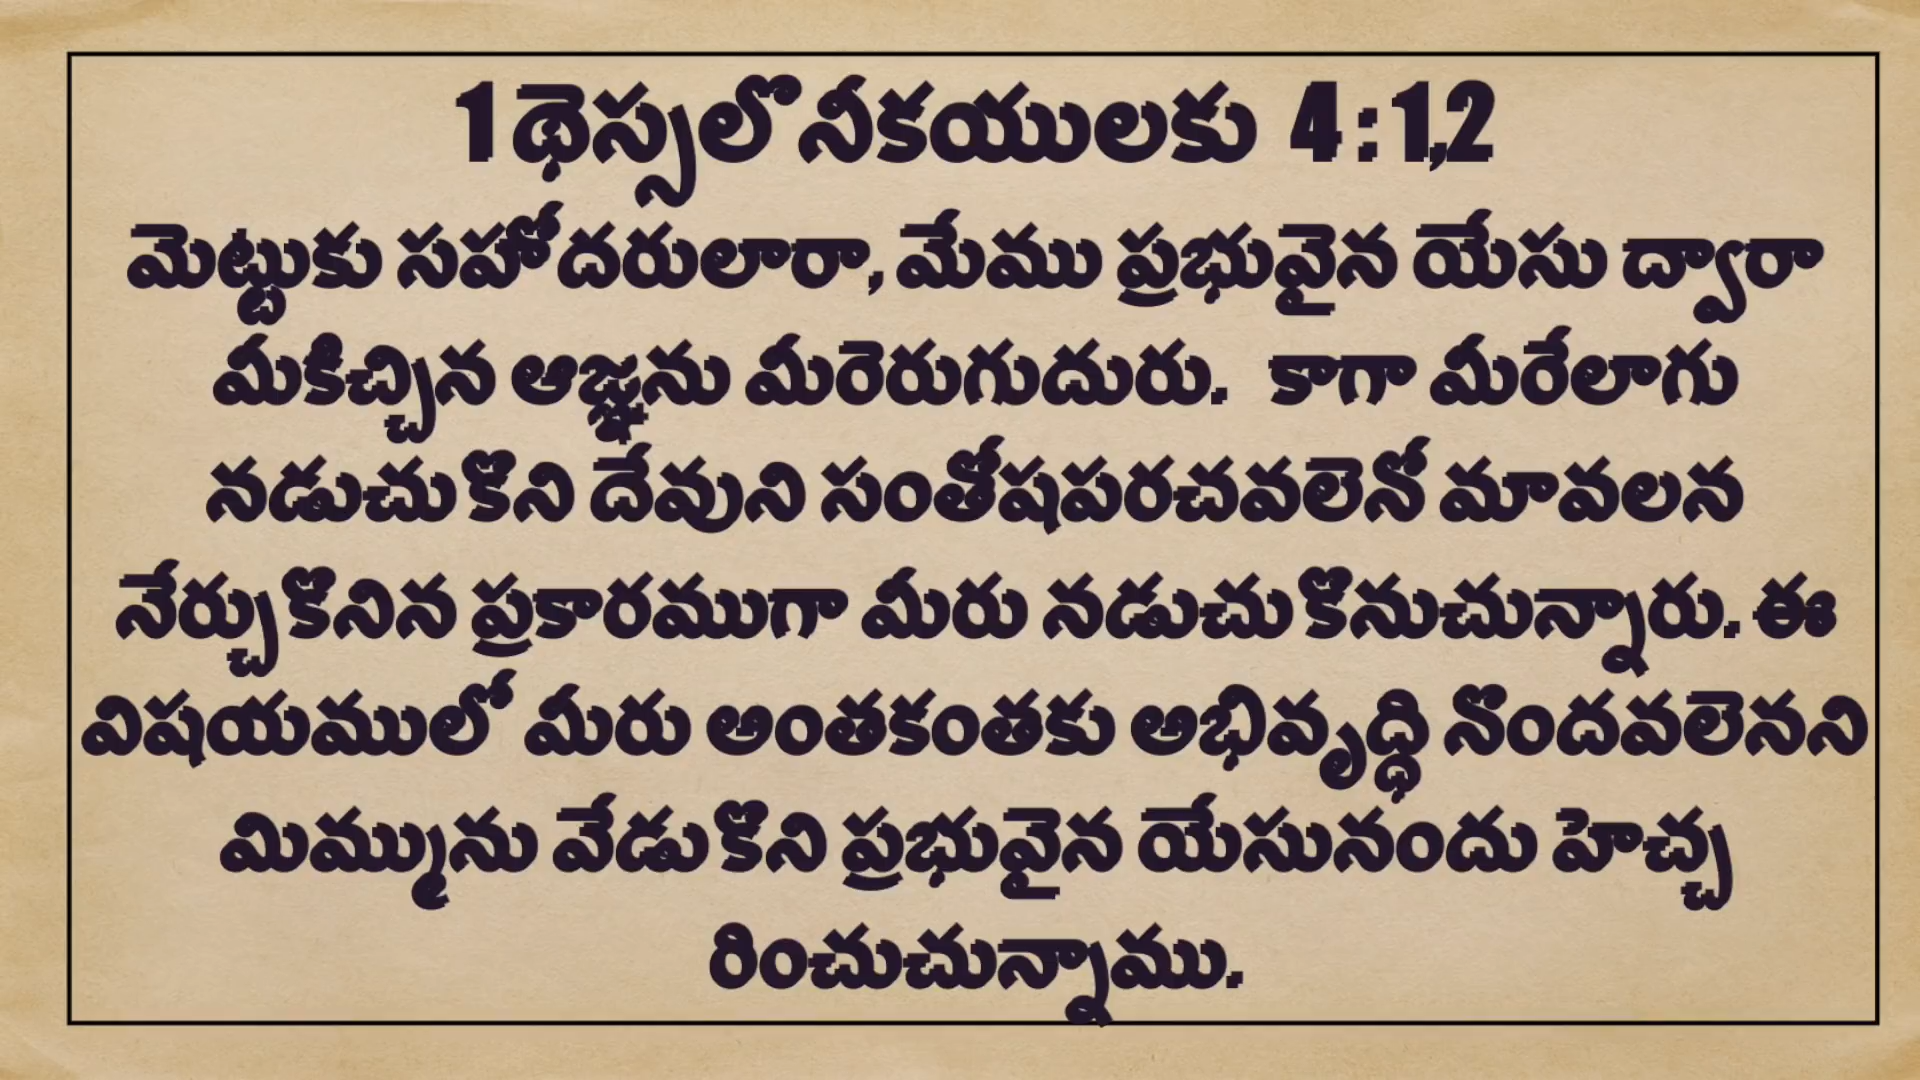 1 థెస్సలొనీకయులకు 4 : 1,2
మెట్టుకు సహోదరులారా, మేము ప్రభువైన యేసు ద్వారా
మీకిచ్చిన ఆజ్ఞను మీరెరుగుదురు. కాగా మీరేలాగు
నడుచుకొని దేవుని సంతోషపరచవలెనో మావలన
నేర్చుకొనిన ప్రకారముగా మీరు నడుచుకొనుచున్నారు. ఈ
విషయములో మీరు అంతకంతకు అభివృద్ధి నొందవలెనని
మిమ్మును వేడుకొని ప్రభువైన యేసునందు హెచ్చ
రించుచున్నాము.